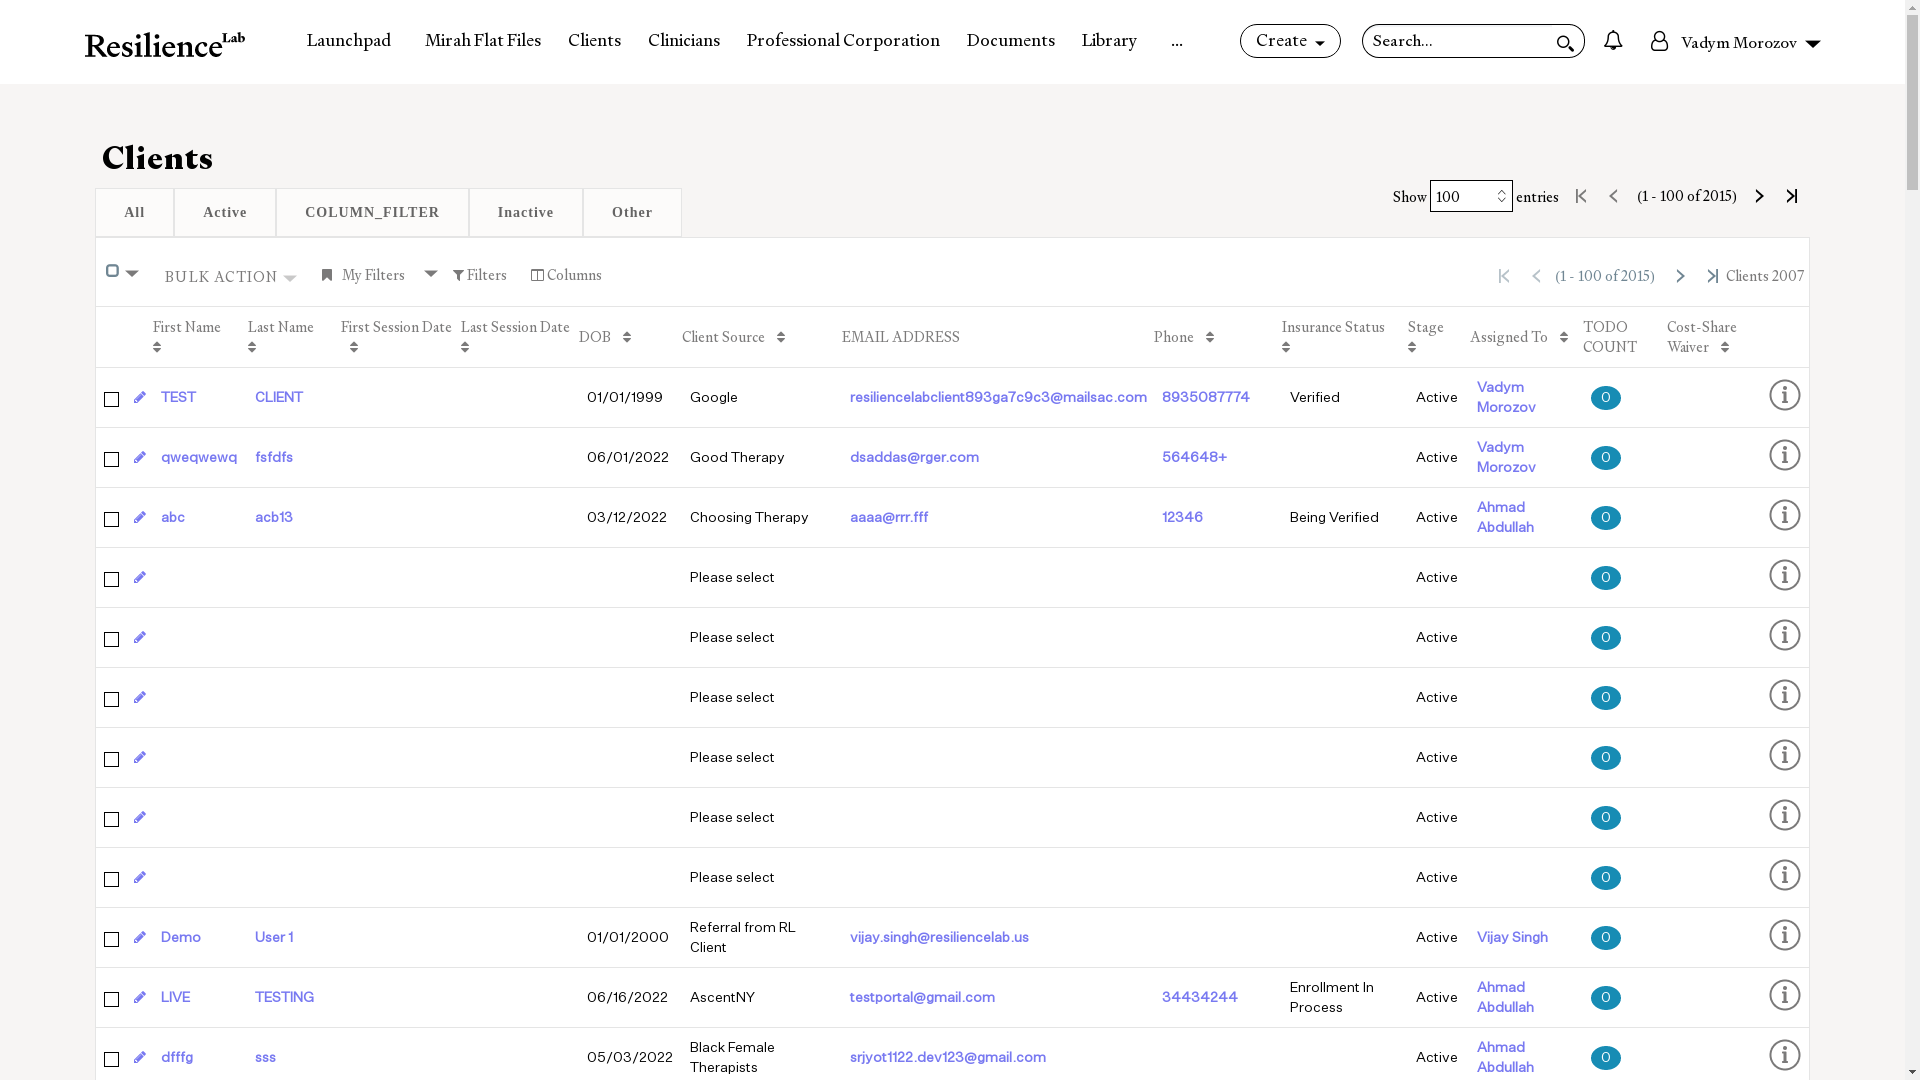 Resilience Lab Launchpad Mirah Flat Files Clients Clinicians Professional Corporation Documents Library ... Create Search... Vadym Morozov
Clients
Show 100 entries (1 - 100 of 2015)
All Active COLUMN_FILTER Inactive Other
BULK ACTION My Filters Filters Columns (1 - 100 of 2015) Clients 2007
First Name Last Name First Session Date Last Session Date DOB Client Source EMAIL ADDRESS Phone Insurance Status Stage Assigned To TODO COUNT Cost-Share Waiver
TEST CLIENT 01/01/1999 Google resiliencelabclient893ga7c9c3@mailsac.com 8935087774 Verified Active Vadym Morozov 0
qweqwewq fsfdfs 06/01/2022 Good Therapy dsaddas@rger.com 564648+ Active Vadym Morozov 0
abc acb13 03/12/2022 Choosing Therapy aaaa@rrr.fff 12346 Being Verified Active Ahmad Abdullah 0
Please select Active 0
Please select Active 0
Please select Active 0
Please select Active 0
Please select Active 0
Please select Active 0
Demo User 1 01/01/2000 Referral from RL Client vijay.singh@resiliencelab.us Active Vijay Singh 0
LIVE TESTING 06/16/2022 AscentNY testportal@gmail.com 34434244 Enrollment In Process Active Ahmad Abdullah 0
dfffg sss 05/03/2022 Black Female Therapists srjyot1122.dev123@gmail.com Active Ahmad Abdullah 0